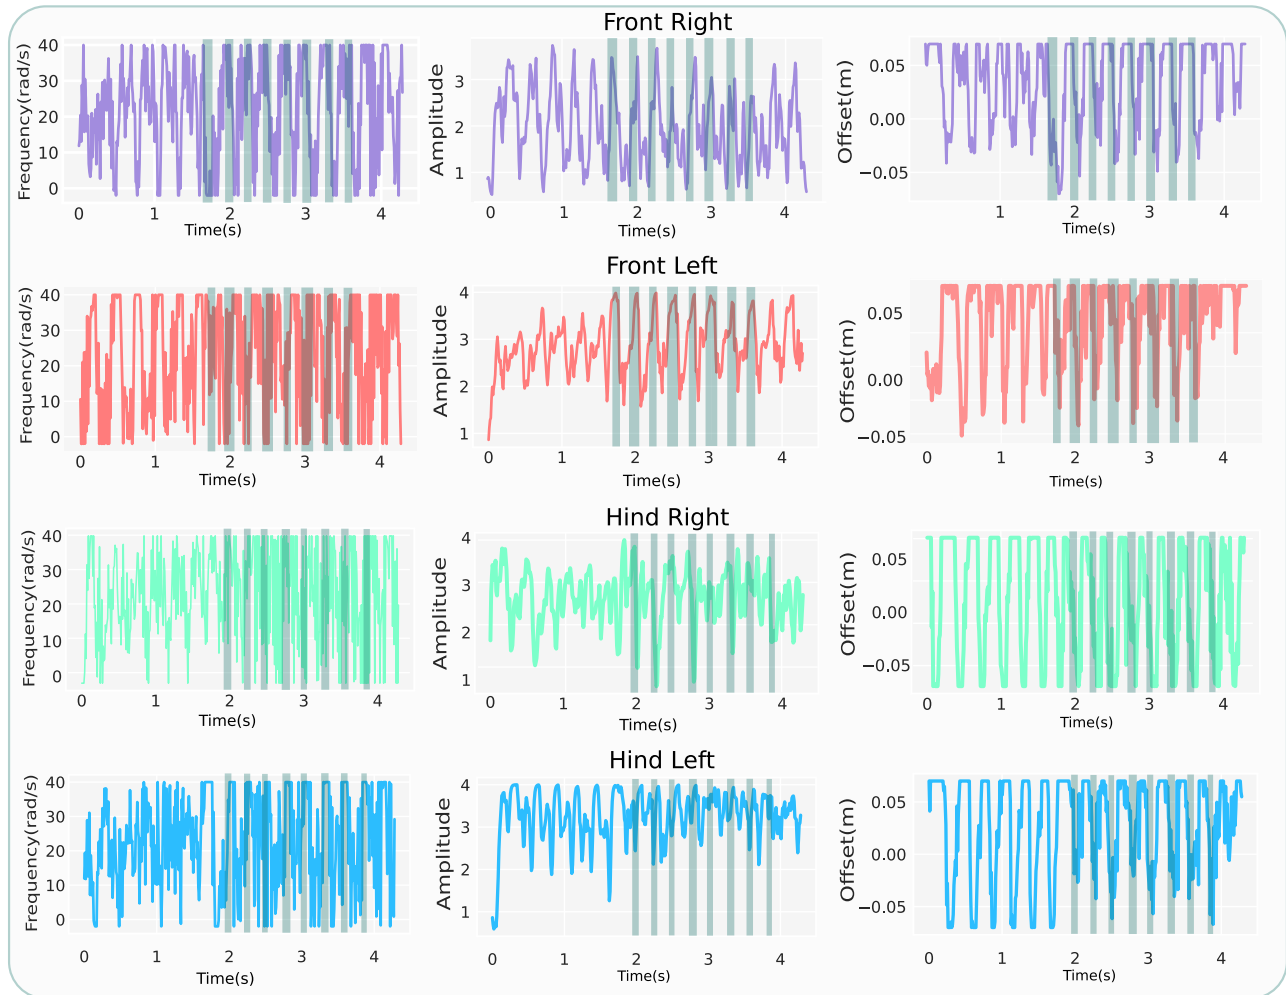 Front Right
Frequency(rad/s)
40
30
20
10
0
0 1 2 3 4
Time(s)
Amplitude
3
2
1
0 1 2 3 4
Time(s)
Offset(m)
0.05
0.00
−0.05
1 2 3 4
Time(s)
Front Left
Frequency(rad/s)
40
30
20
10
0
0 1 2 3 4
Time(s)
Amplitude
4
3
2
1
0 1 2 3 4
Time(s)
Offset(m)
0.05
0.00
−0.05
0 1 2 3 4
Time(s)
Hind Right
Frequency(rad/s)
40
30
20
10
0
0 1 2 3 4
Time(s)
Amplitude
4
3
2
1
0 1 2 3 4
Time(s)
Offset(m)
0.05
0.00
−0.05
0 1 2 3 4
Time(s)
Hind Left
Frequency(rad/s)
40
30
20
10
0
0 1 2 3 4
Time(s)
Amplitude
4
3
2
1
0 1 2 3 4
Time(s)
Offset(m)
0.05
0.00
−0.05
0 1 2 3 4
Time(s)